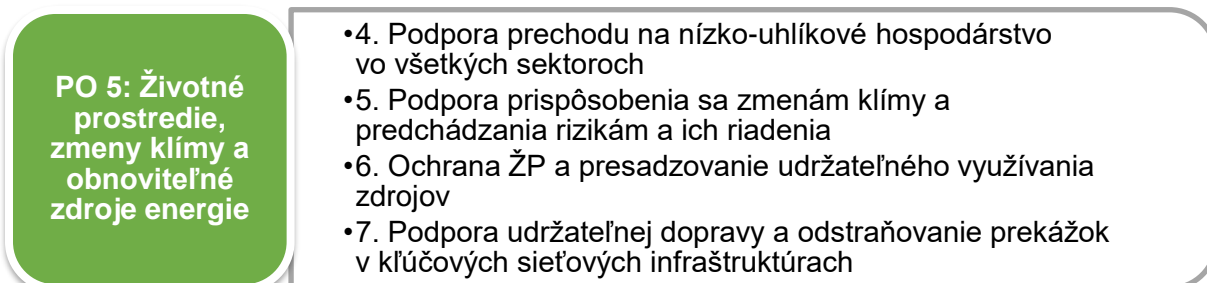 PO 5: Životné
prostredie,
zmeny klímy a
obnoviteľné
zdroje energie
•4. Podpora prechodu na nízko-uhlíkové hospodárstvo
vo všetkých sektoroch
•5. Podpora prispôsobenia sa zmenám klímy a
predchádzania rizikám a ich riadenia
•6. Ochrana ŽP a presadzovanie udržateľného využívania
zdrojov
•7. Podpora udržateľnej dopravy a odstraňovanie prekážok
v kľúčových sieťových infraštruktúrach